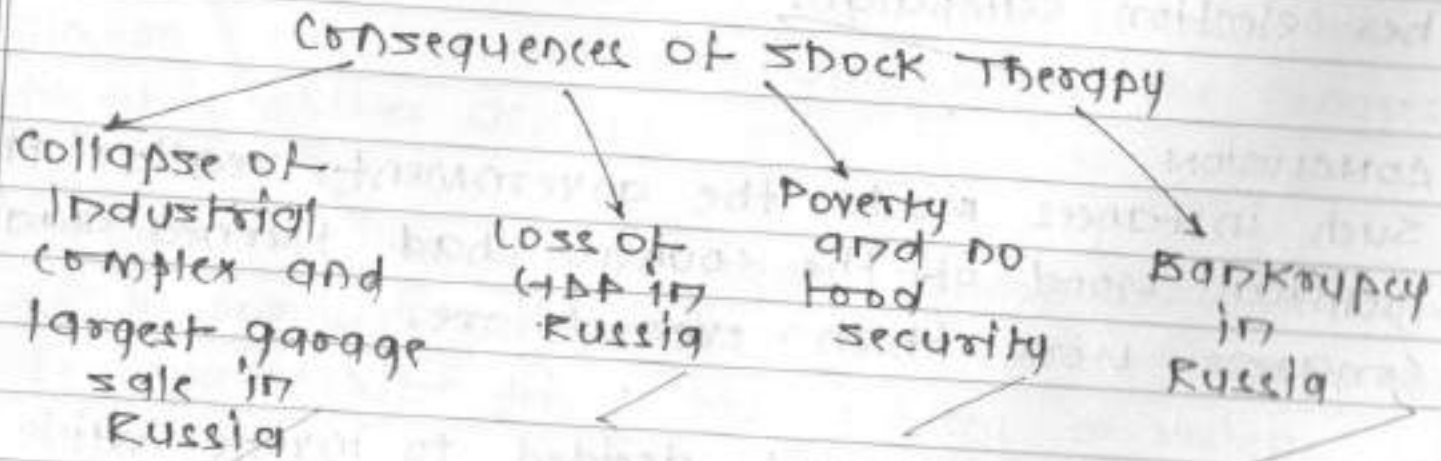 Consequences of Shock Therapy
Collapse of
Industrial
complex and
largest garage
sale in
Russia
Loss of
GDP in
Russia
Poverty
and no
food
security
Bankrupcy
in
Russia